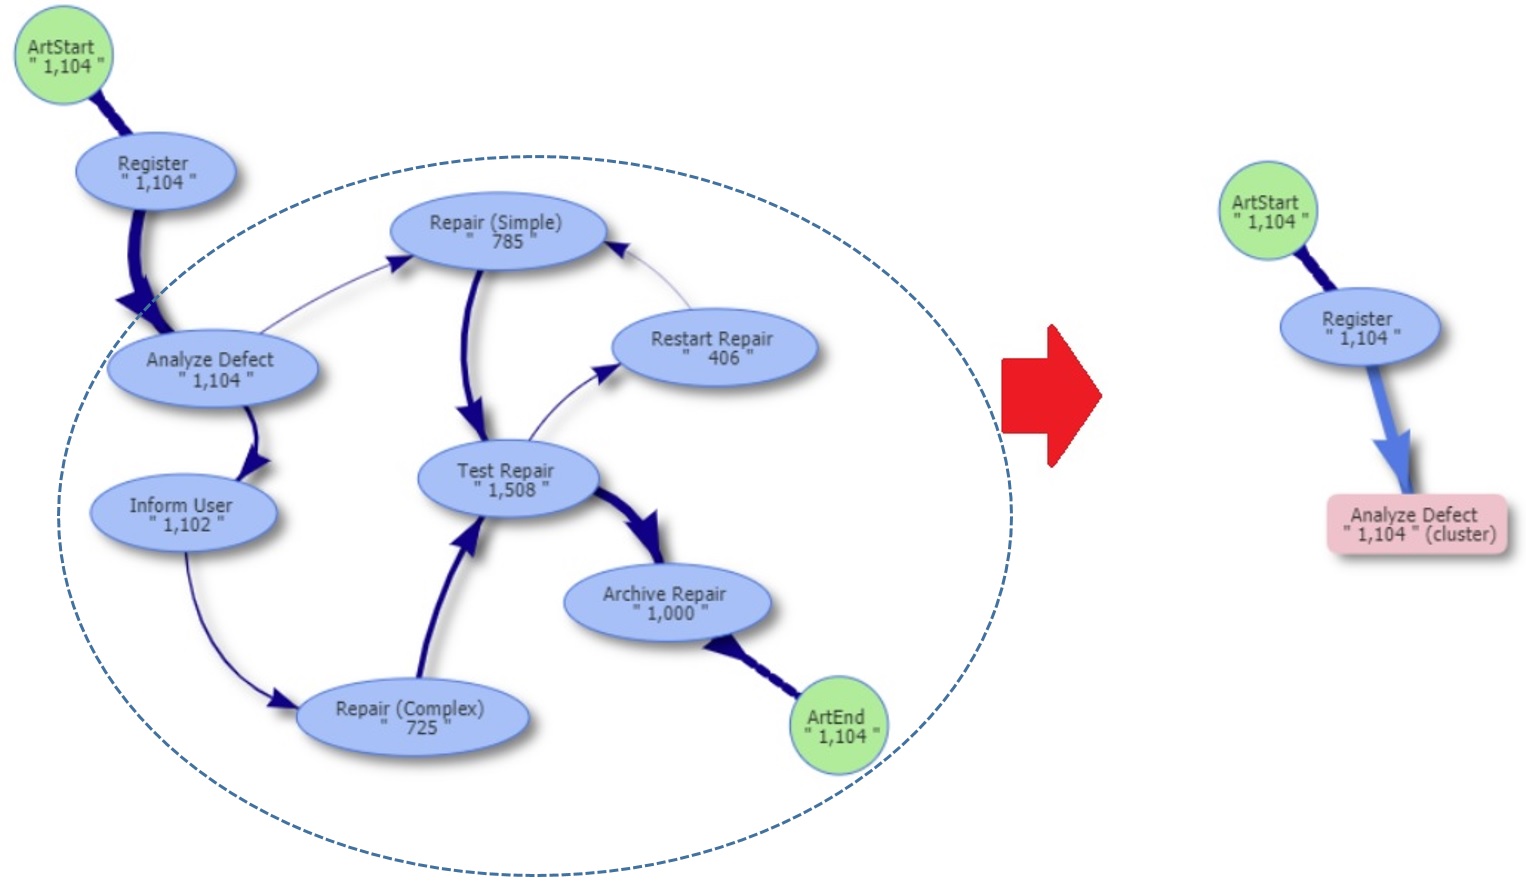 ArtStart
" 1,104 "
Register
" 1,104 "
Repair (Simple)
" 785 "
Analyze Defect
" 1,104 "
Restart Repair
" 406 "
Inform User
" 1,102 "
Test Repair
" 1,508 "
Archive Repair
" 1,000 "
Repair (Complex)
" 725 "
ArtEnd
" 1,104 "
ArtStart
" 1,104 "
Register
" 1,104 "
Analyze Defect
" 1,104 " (cluster)